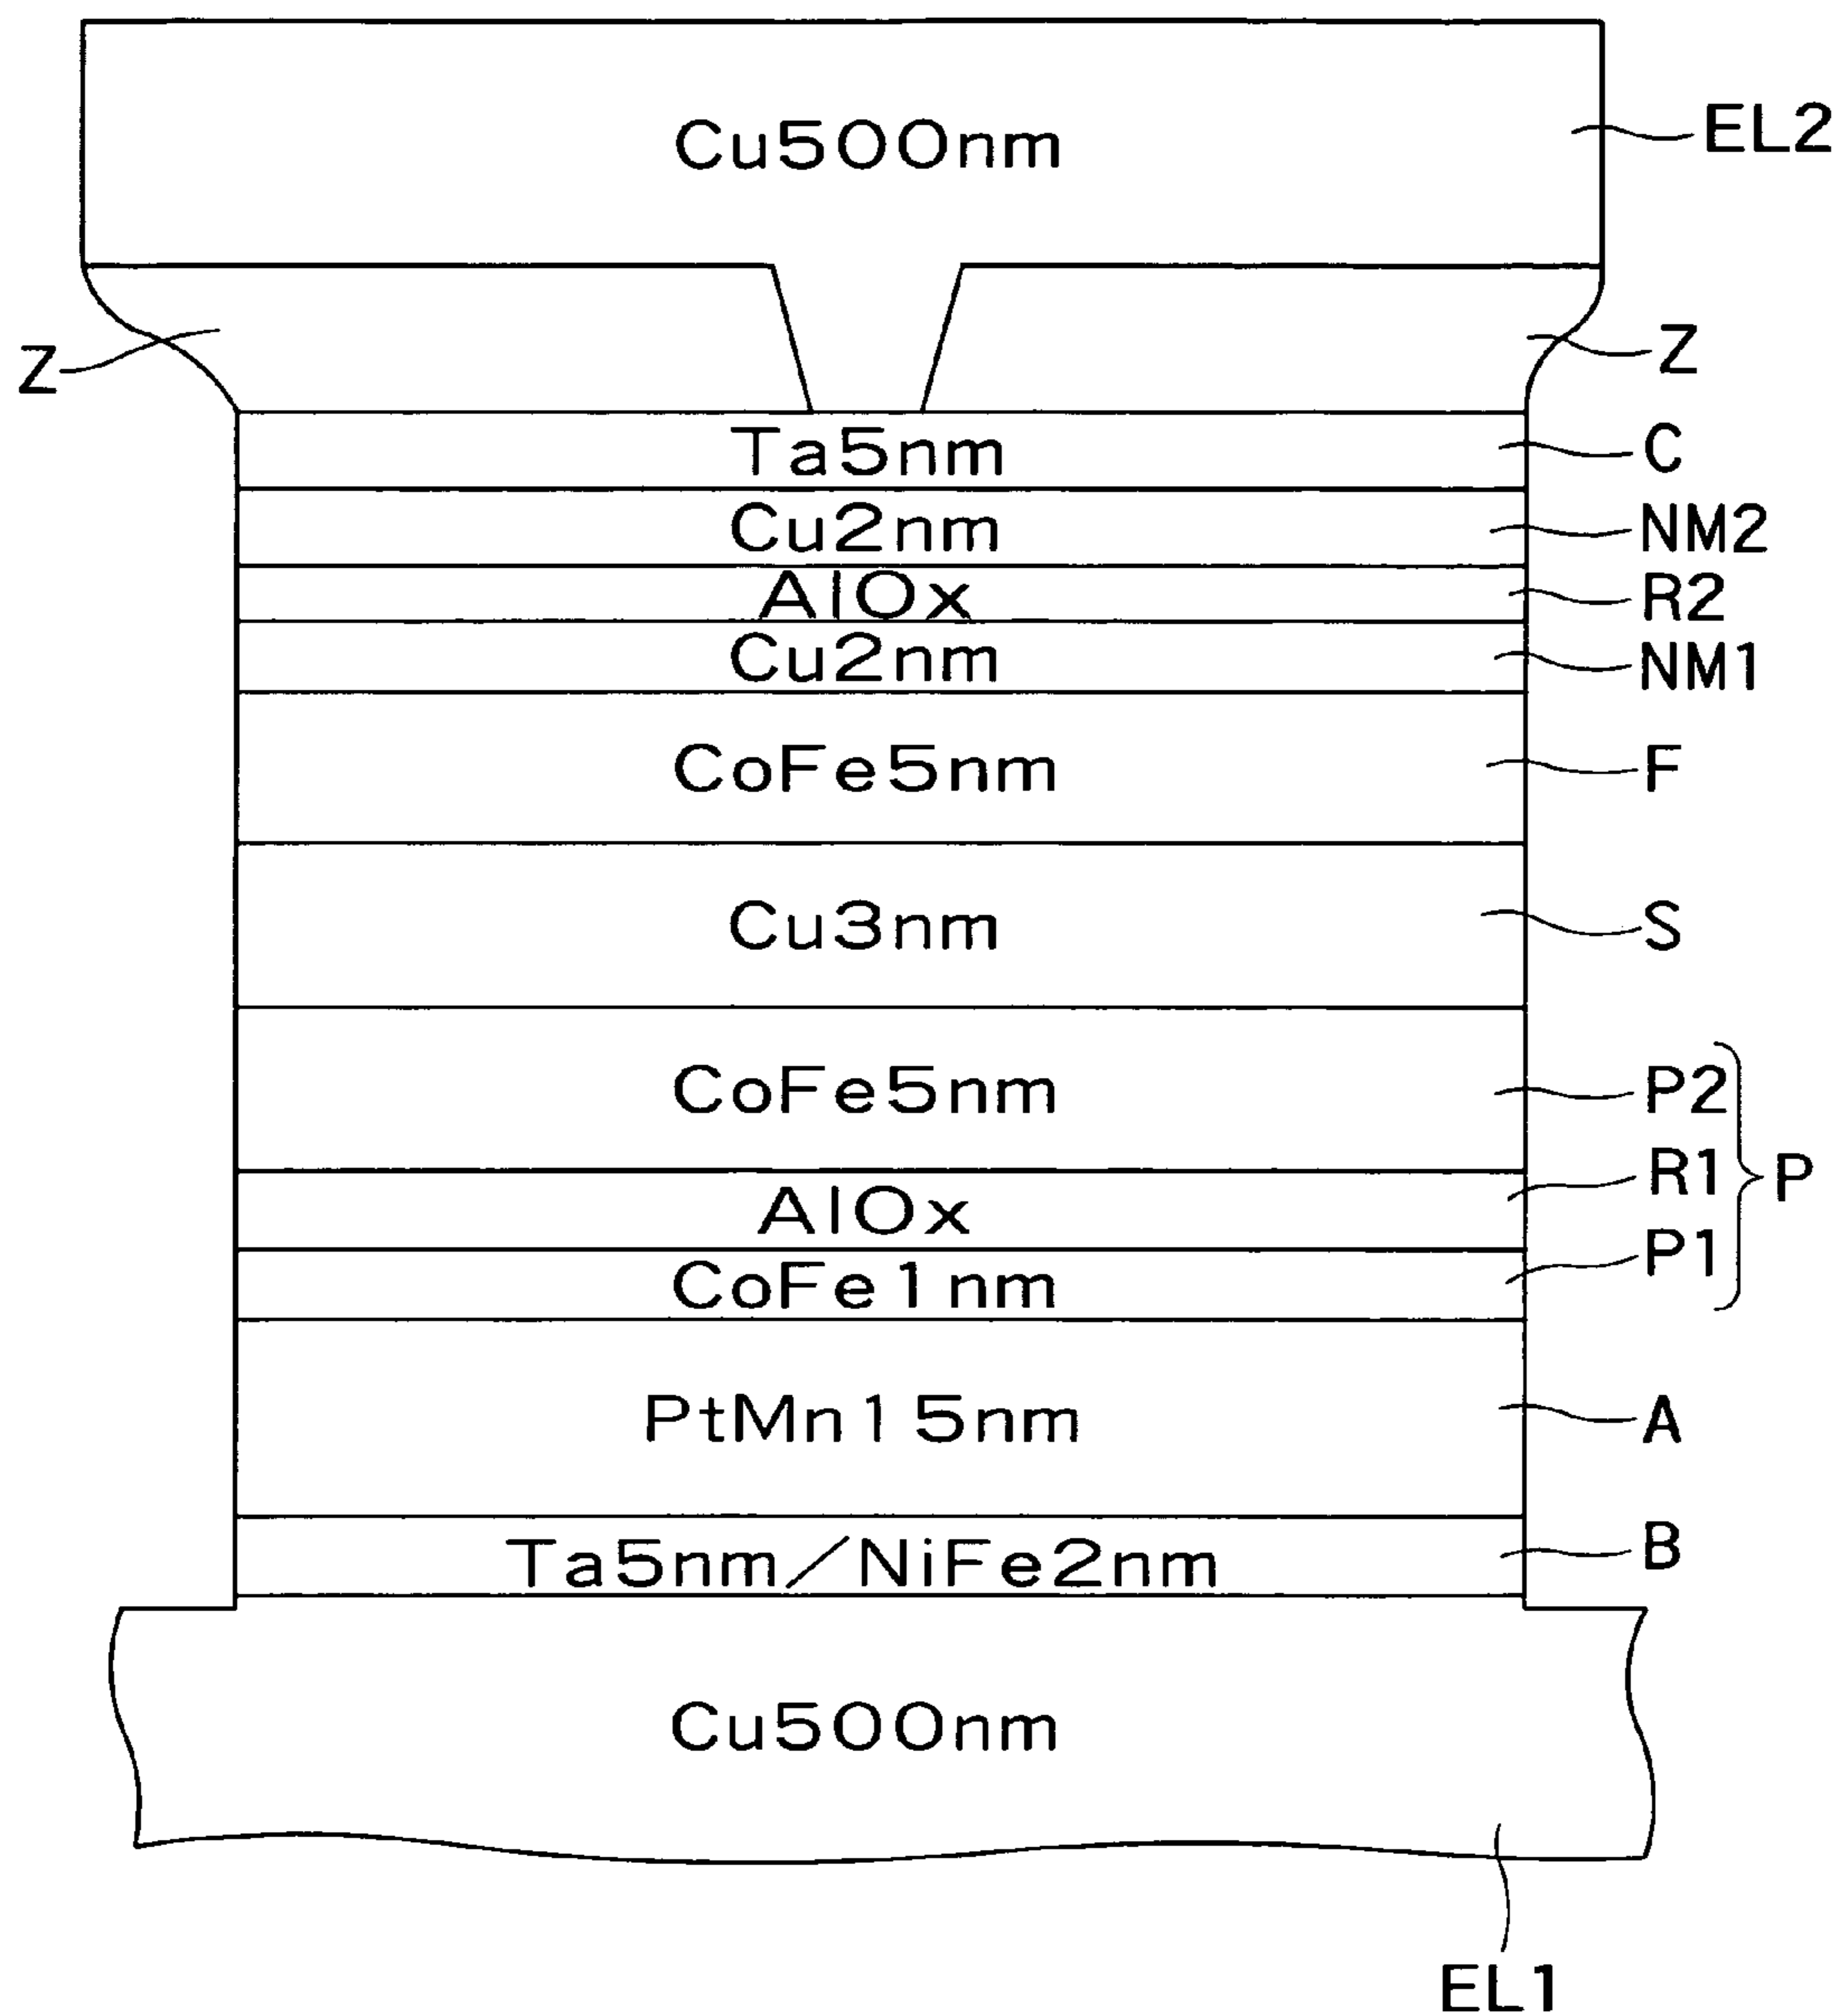 Cu500nm
EL2
Z
Z
Ta5nm
C
Cu2nm
NM2
AlOx
R2
Cu2nm
NM1
CoFe5nm
F
Cu3nm
S
CoFe5nm
P2
AlOx
R1
P
CoFe1nm
P1
PtMn15nm
A
Ta5nm/NiFe2nm
B
Cu500nm
EL1